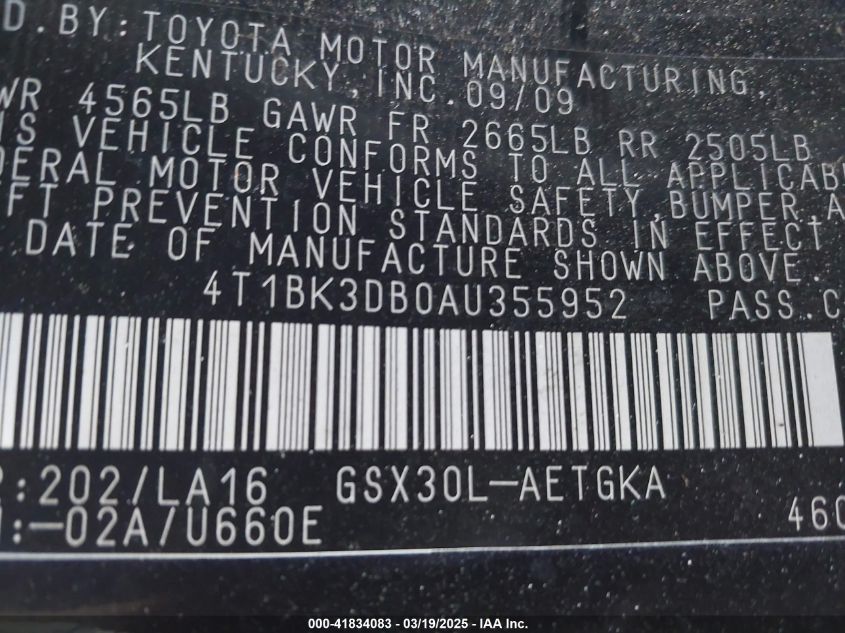 D.BY:TOYOTA MOTOR MANUFACTURING,
KENTUCKY,INC.09/09
WR 4565LB GAWR FR 2665LB RR 2505LB
IS VEHICLE CONFORMS TO ALL APPLICAB
DERAL MOTOR VEHICLE SAFETY,BUMPER,A
FT PREVENTION STANDARDS IN EFFECT
DATE OF MANUFACTURE SHOWN ABOVE.
4T1BK3DB0AU355952 PASS.C
:202/LA16 GSX30L-AETGKA
:-02A/U660E 460
000-41834083 / 03/19/2025 - IAA Inc.